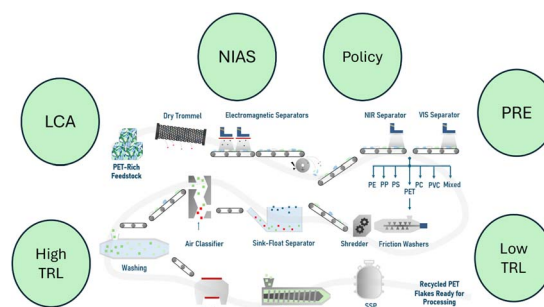 NIAS
Policy
LCA
PRE
Dry Trommel
Electromagnetic Separators
NIR Separator
VIS Separator
PET-Rich
Feedstock
PE PP PS PET PC PVC Mixed
Air Classifier
Sink-Float Separator
Shredder
Friction Washers
Washing
High
TRL
Low
TRL
SSP
Recycled PET
Flakes Ready for
Processing